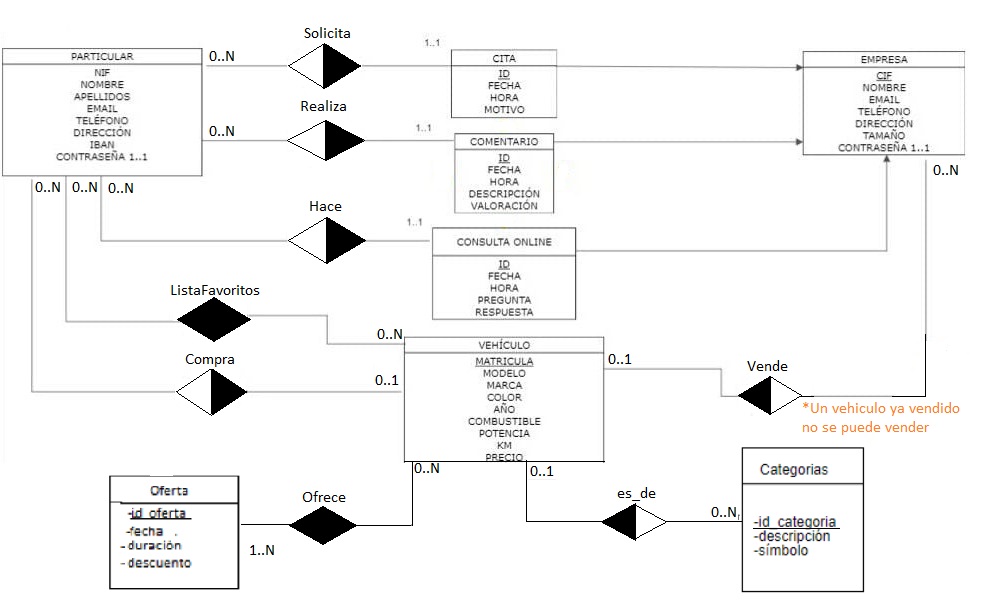 Solicita
0..N
1..1
PARTICULAR
NIF
NOMBRE
APELLIDOS
EMAIL
TELÉFONO
DIRECCIÓN
IBAN
CONTRASEÑA 1..1
CITA
ID
FECHA
HORA
MOTIVO
EMPRESA
CIF
NOMBRE
EMAIL
TELÉFONO
DIRECCIÓN
TAMAÑO
CONTRASEÑA 1..1
Realiza
0..N
1..1
COMENTARIO
ID
FECHA
HORA
DESCRIPCIÓN
VALORACIÓN
0..N
0..N
0..N
0..N
Hace
1..1
CONSULTA ONLINE
ID
FECHA
HORA
PREGUNTA
RESPUESTA
ListaFavoritos
0..N
Compra
0..1
VEHÍCULO
MATRICULA
MODELO
MARCA
COLOR
AÑO
COMBUSTIBLE
POTENCIA
KM
PRECIO
0..1
Vende
*Un vehiculo ya vendido
no se puede vender
0..N
0..1
Oferta
-id_oferta
-fecha .
-duración
-descuento
Ofrece
1..N
es_de
0..N
Categorias
-id_categoria
-descripción
-símbolo